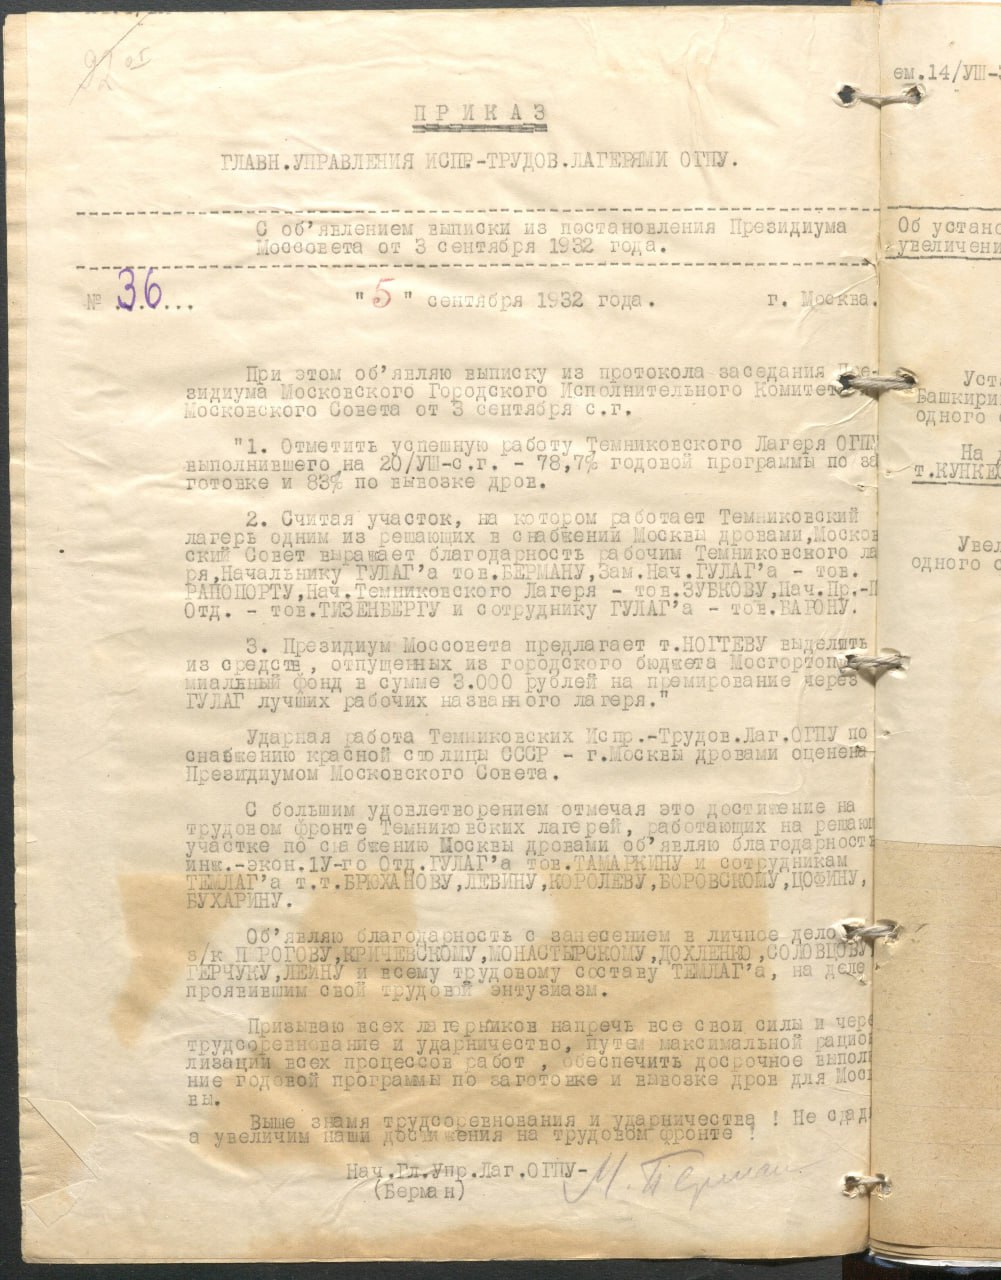 92 об
П Р И К А З
ГЛАВН.УПРАВЛЕНИЯ ИСПР.-ТРУДОВ.ЛАГЕРЯМИ ОГПУ.
С об'явлением выписки из постановления Президиума
Моссовета от 3 сентября 1932 года.
№ 36...
"5" сентября 1932 года.
г. Москва.
При этом об'являю выписку из протокола заседания Пре-
зидиума Московского Городского Исполнительного Комитета
Московского Совета от 3 сентября с.г.
"1. Отметить успешную работу Темниковского Лагеря ОГПУ
выполнившего на 20/УШ-с.г. - 78,7% годовой программы по за
готовке и 83% по вывозке дров.
2. Считая участок, на котором работает Темниковский
лагерь одним из решающих в снабжении Москвы дровами,Москов
ский Совет выражает благодарность рабочим Темниковского ла
ря,Начальнику ГУЛАГ'а тов.БЕРМАНУ,Зам.Нач.ГУЛАГ'а - тов.
РАПОПОРТУ,Нач.Темниковского Лагеря - тов.ЗУБКОВУ,Нач.Пр.-П
Отд. - тов.ТИЗЕНБЕРГУ и сотруднику ГУЛАГ'а - тов.БАРОНУ.
3. Президиум Моссовета предлагает т.НОГТЕВУ выделить
из средств, отпущенных из городского бюджета Мосгортопу
миальный фонд в сумме 3.000 рублей на премирование через
ГУЛАГ лучших рабочих названного лагеря."
Ударная работа Темниковских Испр.-Трудов.Лаг.ОГПУ по
снабжению красной столицы СССР - г.Москвы дровами оценена
Президиумом Московского Совета.
С большим удовлетворением отмечая это достижение на
трудовом фронте Темниковских лагерей, работающих на решаю
участке по снабжению Москвы дровами об'являю благодарность
инж.-экон.1У-го Отд.ГУЛАГ'а тов.ТАМАРКИНУ и сотрудникам
ТЕМЛАГ'а т.т.БРЮХАНОВУ,ЛЕВИНУ,КОРОЛЕВУ,БОРОВСКОМУ,ЦОФИНУ,
БУХАРИНУ.
Об'являю благодарность с занесением в личное дело
з/к ПИРОГОВУ,КРИЧЕВСКОМУ,МОНАСТЫРСКОМУ,ДОХЛЕНКО,СОЛОВЦОВУ,
ГЕРЧУКУ,ЛЕЙНУ и всему трудовому составу ТЕМЛАГ'а, на деле
проявившим свой трудовой энтузиазм.
Призываю всех лагерников напречь все свои силы и чере
трудсоревнование и ударничество, путем максимальной рацио
лизации всех процессов работ , обеспечить досрочное выпол
ние годовой программы по заготовке и вывозке дров для Мос
вы.
Выше знамя трудсоревнования и ударничества ! Не сдад
а увеличим наши достижения на трудовом фронте !
Нач.Гл.Упр.Лаг.ОГПУ-
(Берман)
М. Берман
ем.14/УШ-3
Об устано
увеличени
Уста
Башкири
одного
На д
т.КУНКЕ
Увел
одного с